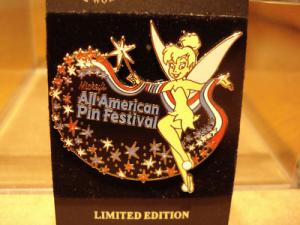 Mickey's
All American
Pin Festival
LIMITED EDITION